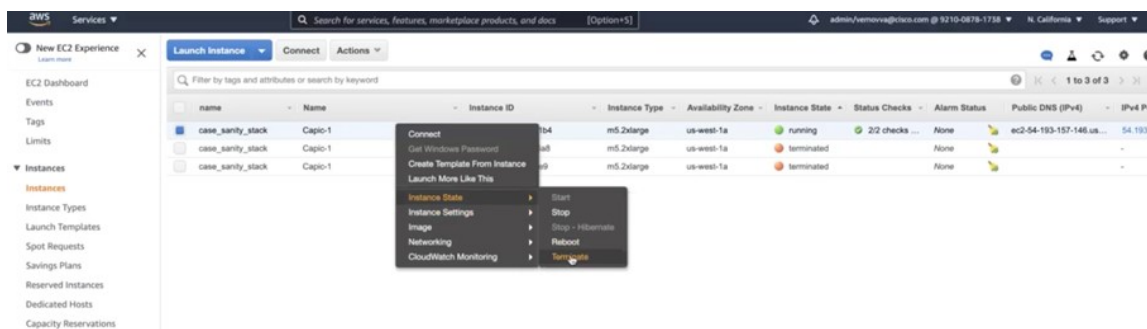 aws Services Search for services, features, marketplace products, and docs [Option+S] admin/vemovva@cisco.com @ 9210-0878-1738 N. California Support
New EC2 Experience
Learn more
Launch Instance Connect Actions
Filter by tags and attributes or search by keyword 1 to 3 of 3
EC2 Dashboard
Events
Tags
Limits
Instances
Instances
Instance Types
Launch Templates
Spot Requests
Savings Plans
Reserved Instances
Dedicated Hosts
Capacity Reservations
name Name Instance ID Instance Type Availability Zone Instance State Status Checks Alarm Status Public DNS (IPv4) IPv4 P
case_sanity_stack Capic-1 1b4 m5.2xlarge us-west-1a running 2/2 checks ... None ec2-54-193-157-146.us... 54.193
case_sanity_stack Capic-1 m5.2xlarge us-west-1a terminated None -
case_sanity_stack Capic-1 m5.2xlarge us-west-1a terminated None -
Connect
Get Windows Password
Create Template From Instance
Launch More Like This
Instance State
Instance Settings
Image
Networking
CloudWatch Monitoring
Start
Stop
Stop - Hibernate
Reboot
Terminate